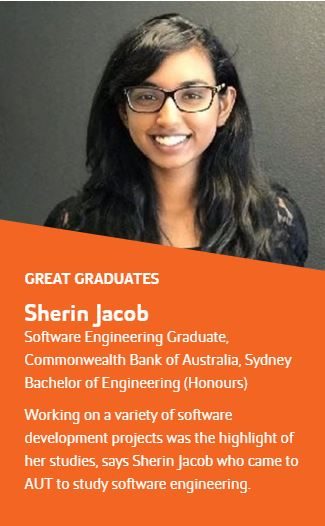 GREAT GRADUATES
Sherin Jacob
Software Engineering Graduate,
Commonwealth Bank of Australia, Sydney
Bachelor of Engineering (Honours)
Working on a variety of software
development projects was the highlight of
her studies, says Sherin Jacob who came to
AUT to study software engineering.